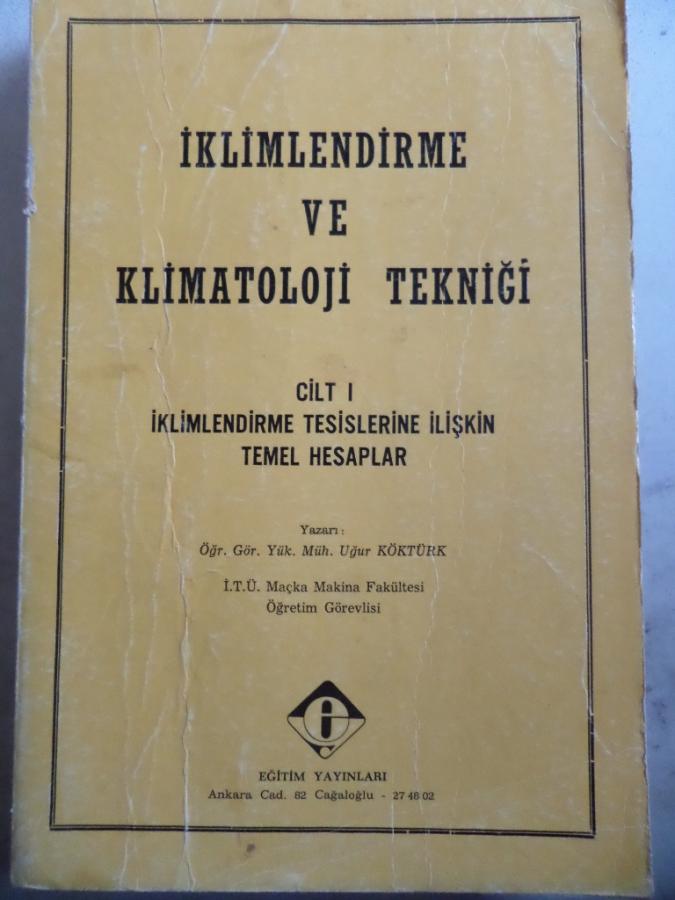 İKLİMLENDİRME
VE
KLİMATOLOJİ TEKNİĞİ
CİLT I
İKLİMLENDİRME TESİSLERİNE İLİŞKİN
TEMEL HESAPLAR
Yazarı :
Öğr. Gör. Yük. Müh. Uğur KÖKTÜRK
İ.T.Ü. Maçka Makina Fakültesi
Öğretim Görevlisi
EĞİTİM YAYINLARI
Ankara Cad. 82 Cağaloğlu - 27 48 02